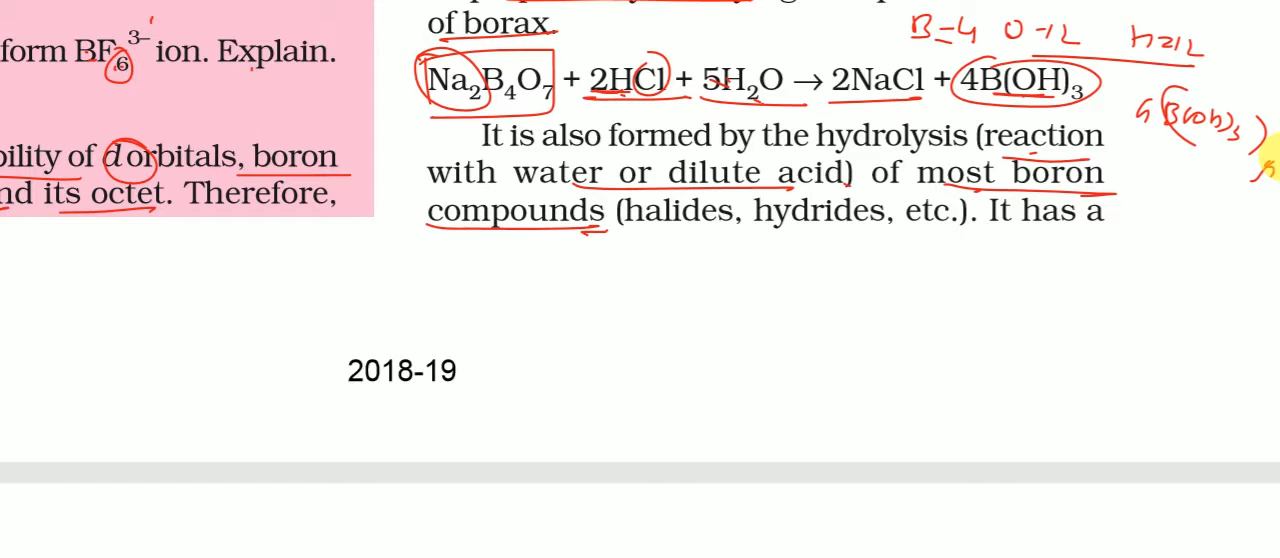 form BF₆³⁻ ion. Explain.
bility of d orbitals, boron
nd its octet. Therefore,
of borax.
B-4 O-12 h=12
Na₂B₄O₇ + 2HCl + 5H₂O → 2NaCl + 4B(OH)₃
B(OH)₃
It is also formed by the hydrolysis (reaction
with water or dilute acid) of most boron
compounds (halides, hydrides, etc.). It has a
2018-19